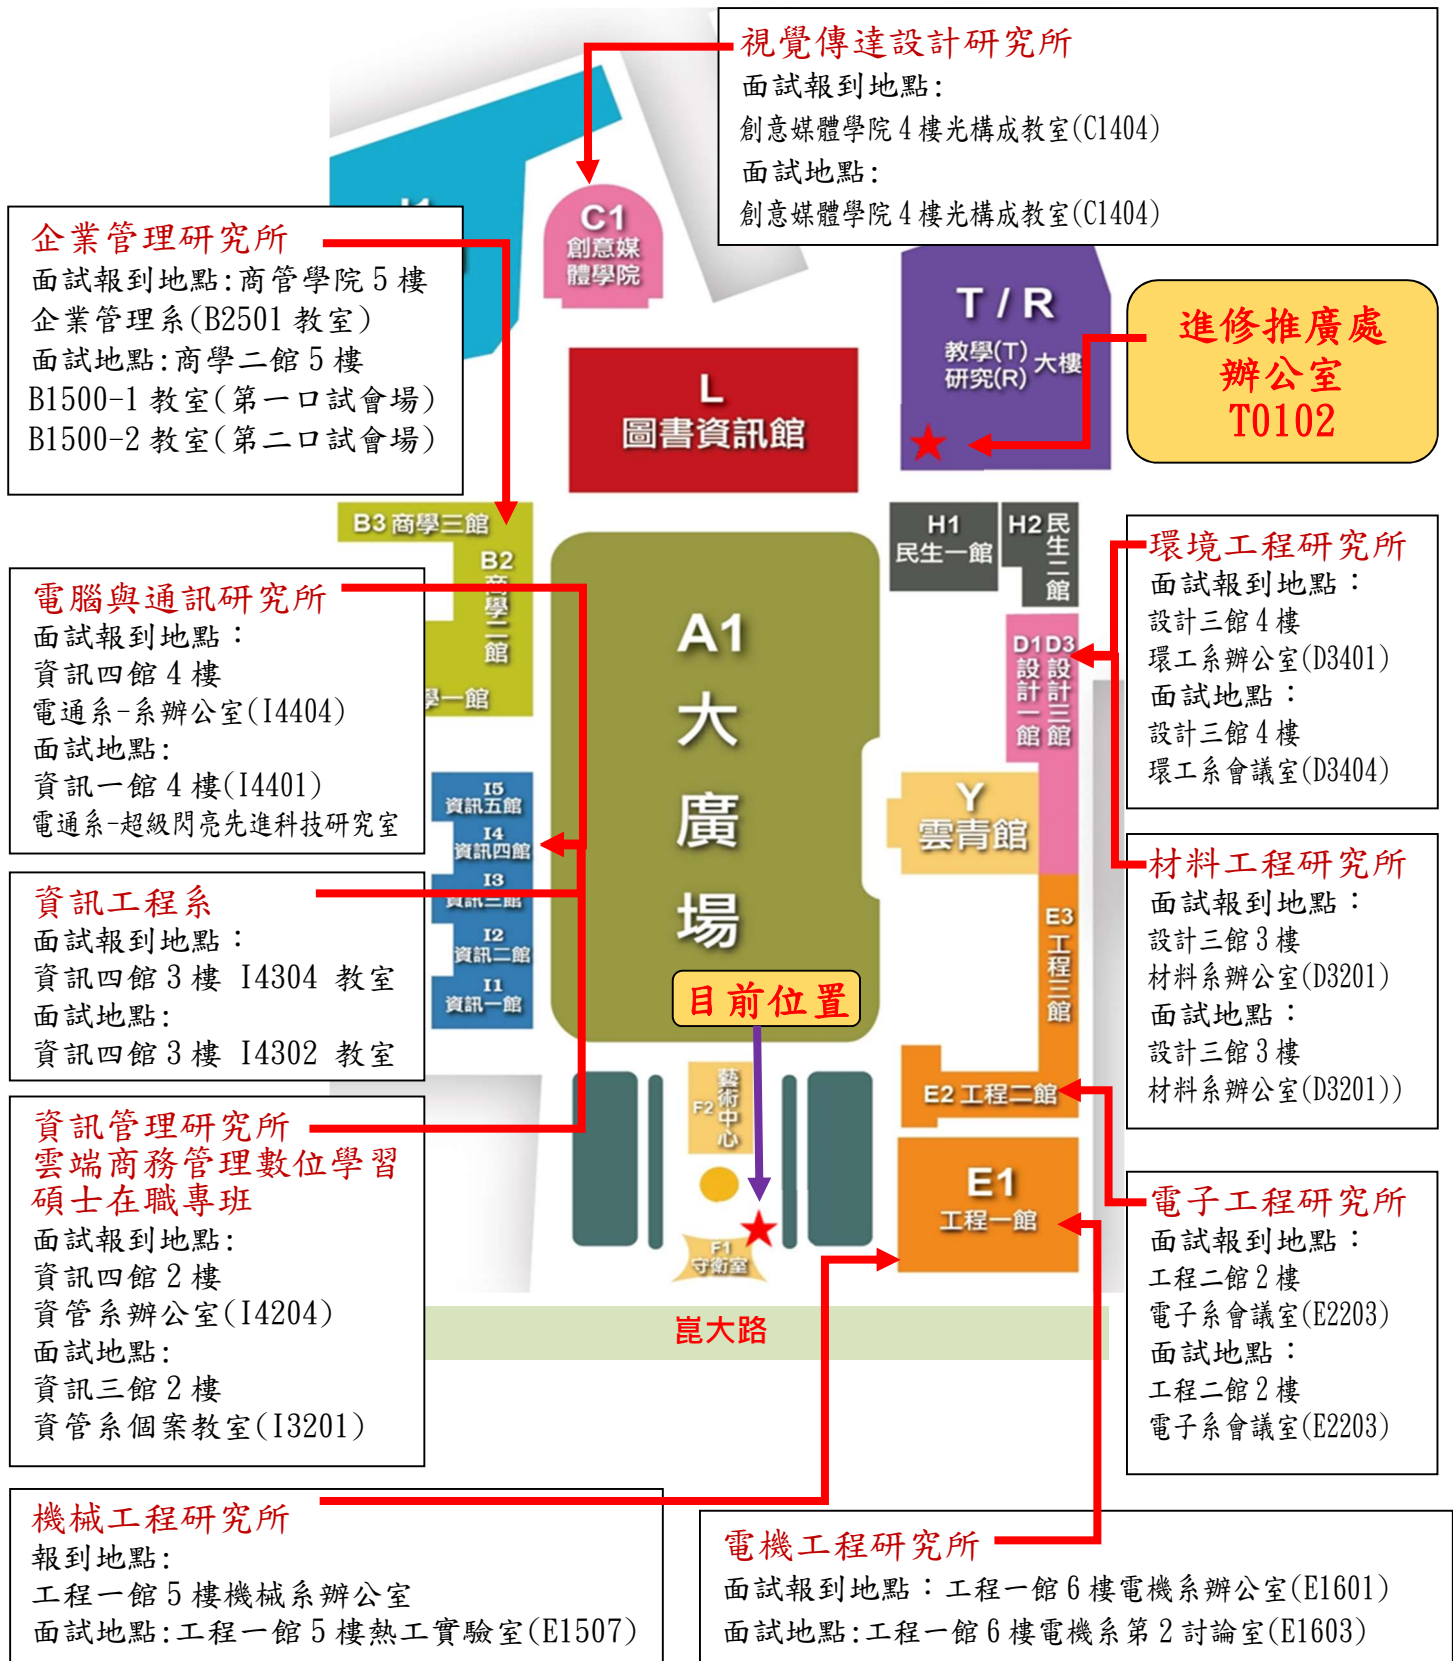 視覺傳達設計研究所
面試報到地點:
創意媒體學院4樓光構成教室(C1404)
面試地點:
創意媒體學院4樓光構成教室(C1404)
C1
創意媒
體學院
企業管理研究所
面試報到地點:商管學院5樓
企業管理系(B2501教室)
面試地點:商學二館5樓
B1500-1教室(第一口試會場)
B1500-2教室(第二口試會場)
T / R
教學(T)
研究(R)
大樓
進修推廣處
辦公室
T0102
L
圖書資訊館
B3 商學三館
B2
商學二館
學一館
H1
民生一館
H2 民生二館
A1
大廣場
D1 設計一館
D3 設計三館
Y
雲青館
環境工程研究所
面試報到地點：
設計三館4樓
環工系辦公室(D3401)
面試地點：
設計三館4樓
環工系會議室(D3404)
電腦與通訊研究所
面試報到地點：
資訊四館4樓
電通系-系辦公室(I4404)
面試地點:
資訊一館4樓(I4401)
電通系-超級閃亮先進科技研究室
I5
資訊五館
I4
資訊四館
I3
資訊三館
I2
資訊二館
I1
資訊一館
材料工程研究所
面試報到地點：
設計三館3樓
材料系辦公室(D3201)
面試地點：
設計三館3樓
材料系辦公室(D3201))
資訊工程系
面試報到地點：
資訊四館3樓 I4304 教室
面試地點:
資訊四館3樓 I4302 教室
E3 工程三館
目前位置
F2 藝術中心
E2 工程二館
E1
工程一館
F1
守衛室
崑大路
資訊管理研究所
雲端商務管理數位學習
碩士在職專班
面試報到地點:
資訊四館2樓
資管系辦公室(I4204)
面試地點:
資訊三館2樓
資管系個案教室(I3201)
電子工程研究所
面試報到地點：
工程二館2樓
電子系會議室(E2203)
面試地點：
工程二館2樓
電子系會議室(E2203)
機械工程研究所
報到地點:
工程一館5樓機械系辦公室
面試地點:工程一館5樓熱工實驗室(E1507)
電機工程研究所
面試報到地點：工程一館6樓電機系辦公室(E1601)
面試地點:工程一館6樓電機系第2討論室(E1603)